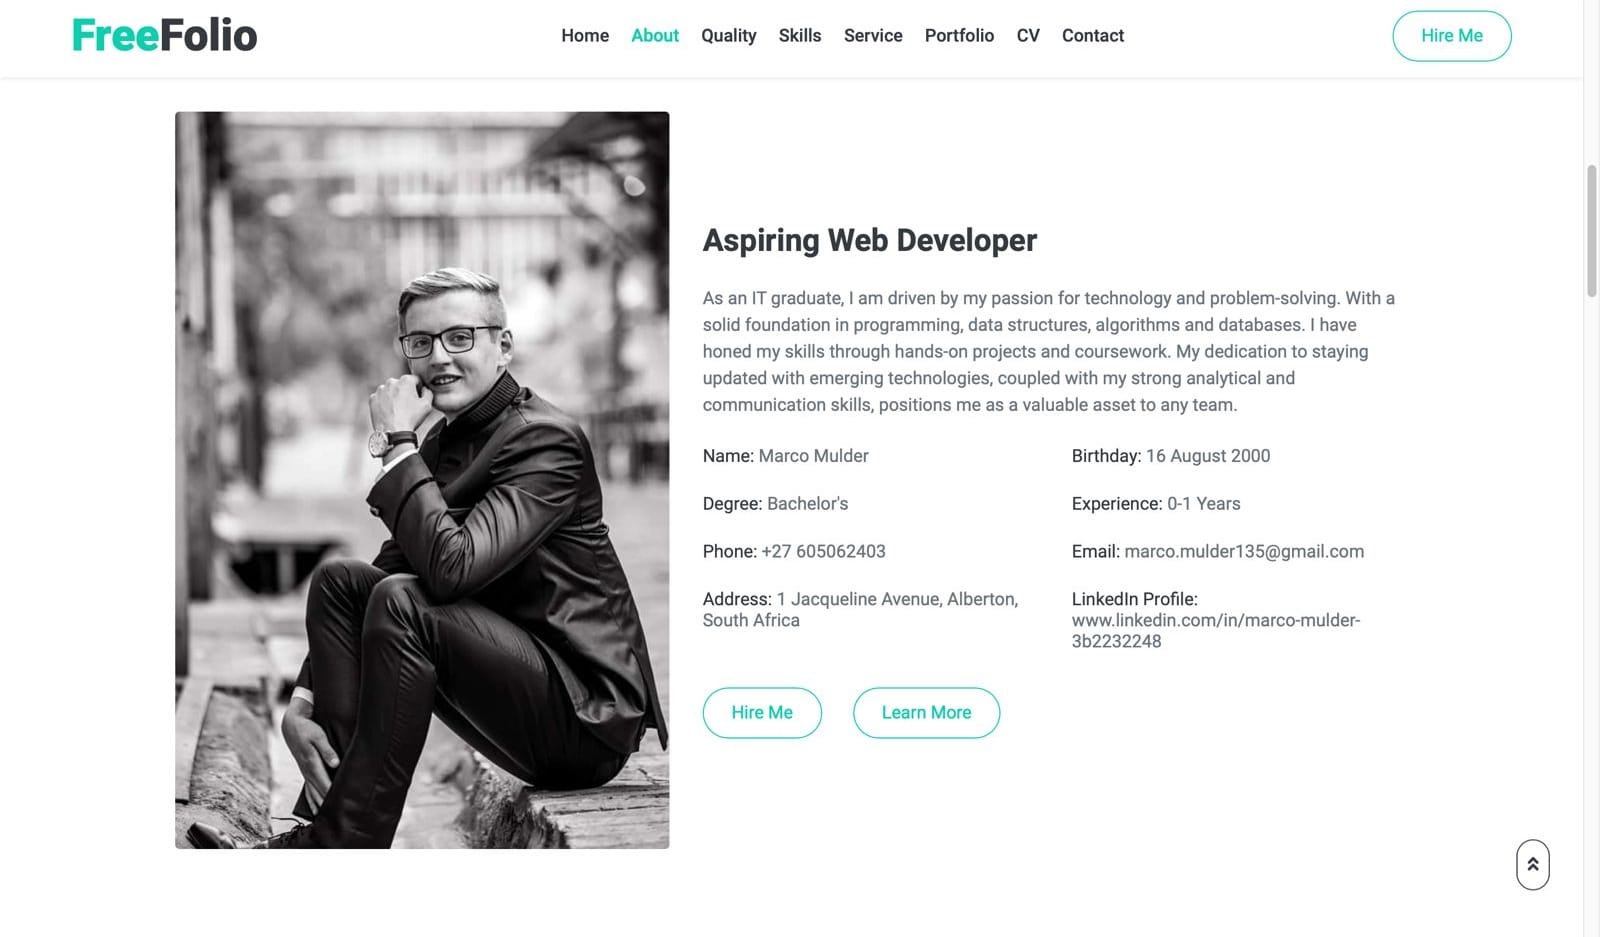 FreeFolio
Home About Quality Skills Service Portfolio CV Contact
Hire Me
Aspiring Web Developer
As an IT graduate, I am driven by my passion for technology and problem-solving. With a
solid foundation in programming, data structures, algorithms and databases. I have
honed my skills through hands-on projects and coursework. My dedication to staying
updated with emerging technologies, coupled with my strong analytical and
communication skills, positions me as a valuable asset to any team.
Name: Marco Mulder
Birthday: 16 August 2000
Degree: Bachelor's
Experience: 0-1 Years
Phone: +27 605062403
Email: marco.mulder135@gmail.com
Address: 1 Jacqueline Avenue, Alberton,
South Africa
LinkedIn Profile:
www.linkedin.com/in/marco-mulder-
3b2232248
Hire Me
Learn More